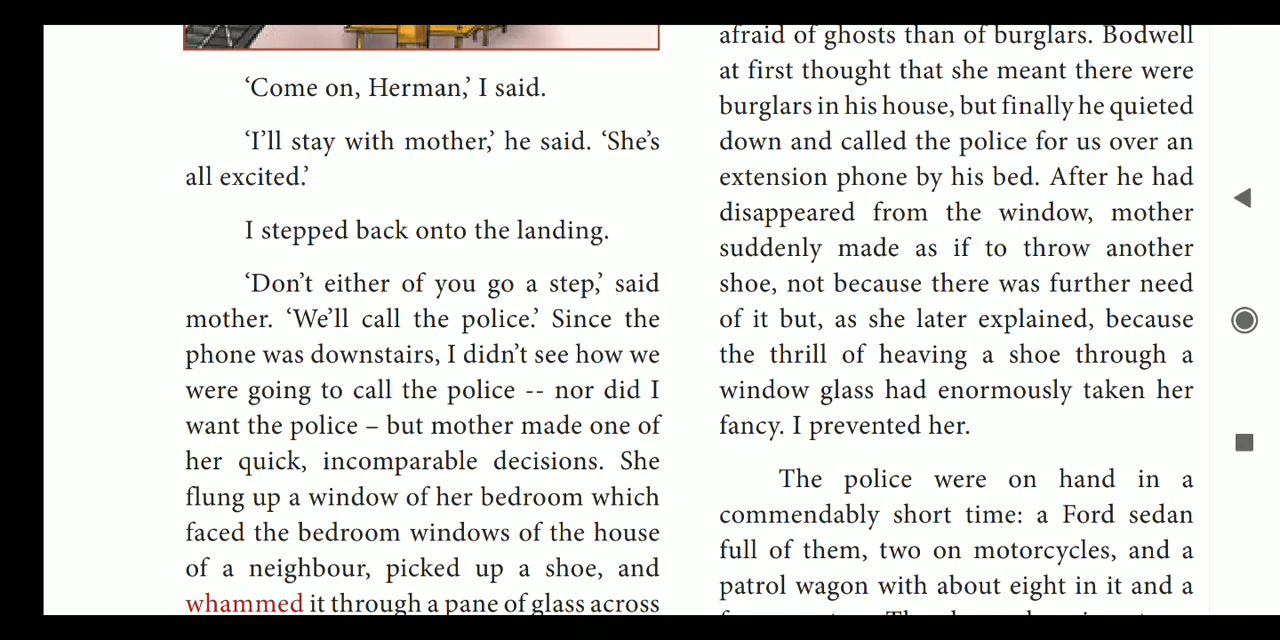 ‘Come on, Herman,’ I said.
‘I’ll stay with mother,’ he said. ‘She’s
all excited.’
I stepped back onto the landing.
‘Don’t either of you go a step,’ said
mother. ‘We’ll call the police.’ Since the
phone was downstairs, I didn’t see how we
were going to call the police -- nor did I
want the police – but mother made one of
her quick, incomparable decisions. She
flung up a window of her bedroom which
faced the bedroom windows of the house
of a neighbour, picked up a shoe, and
whammed it through a pane of glass across
afraid of ghosts than of burglars. Bodwell
at first thought that she meant there were
burglars in his house, but finally he quieted
down and called the police for us over an
extension phone by his bed. After he had
disappeared from the window, mother
suddenly made as if to throw another
shoe, not because there was further need
of it but, as she later explained, because
the thrill of heaving a shoe through a
window glass had enormously taken her
fancy. I prevented her.
The police were on hand in a
commendably short time: a Ford sedan
full of them, two on motorcycles, and a
patrol wagon with about eight in it and a